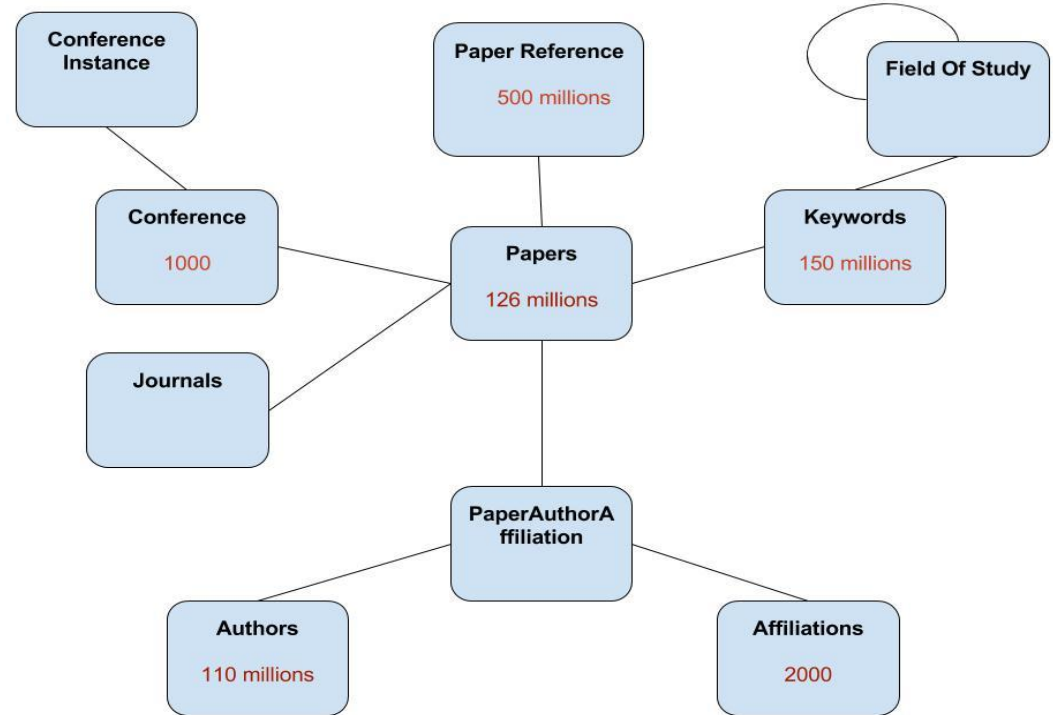 Conference
Instance
Paper Reference
500 millions
Field Of Study
Conference
1000
Papers
126 millions
Keywords
150 millions
Journals
PaperAuthorA
ffiliation
Authors
110 millions
Affiliations
2000